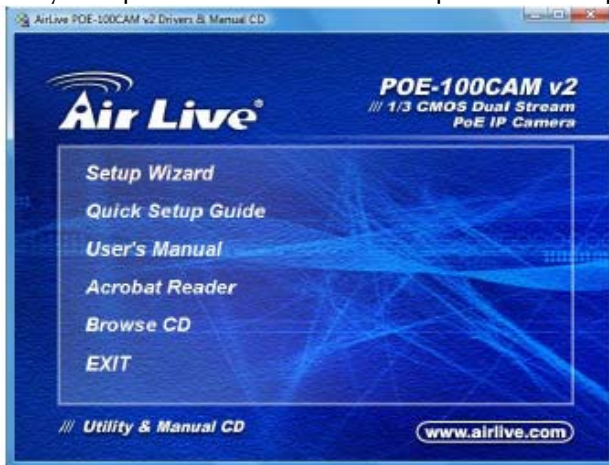 AirLive POE-100CAM v2 Drivers & Manual CD
Air Live®
POE-100CAM v2
/// 1/3 CMOS Dual Stream
PoE IP Camera
Setup Wizard
Quick Setup Guide
User's Manual
Acrobat Reader
Browse CD
EXIT
/// Utility & Manual CD
www.airlive.com